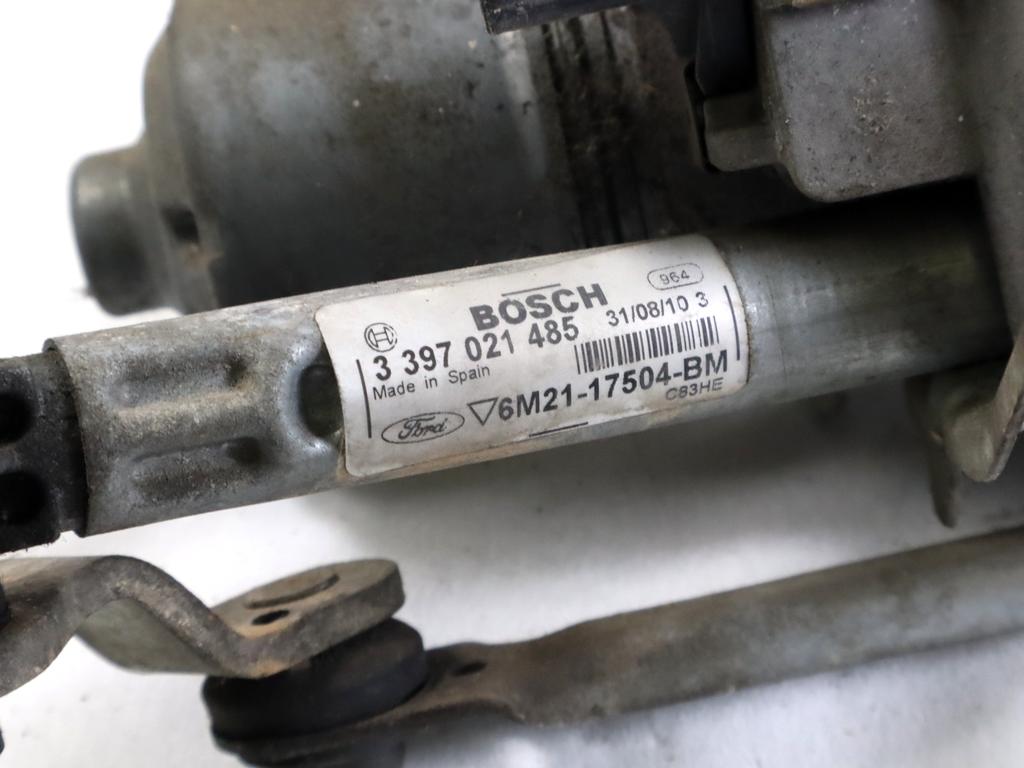 964
BOSCH
3 397 021 485 31/08/10 3
Made in Spain
Ford 6M21-17504-BM
C83HE